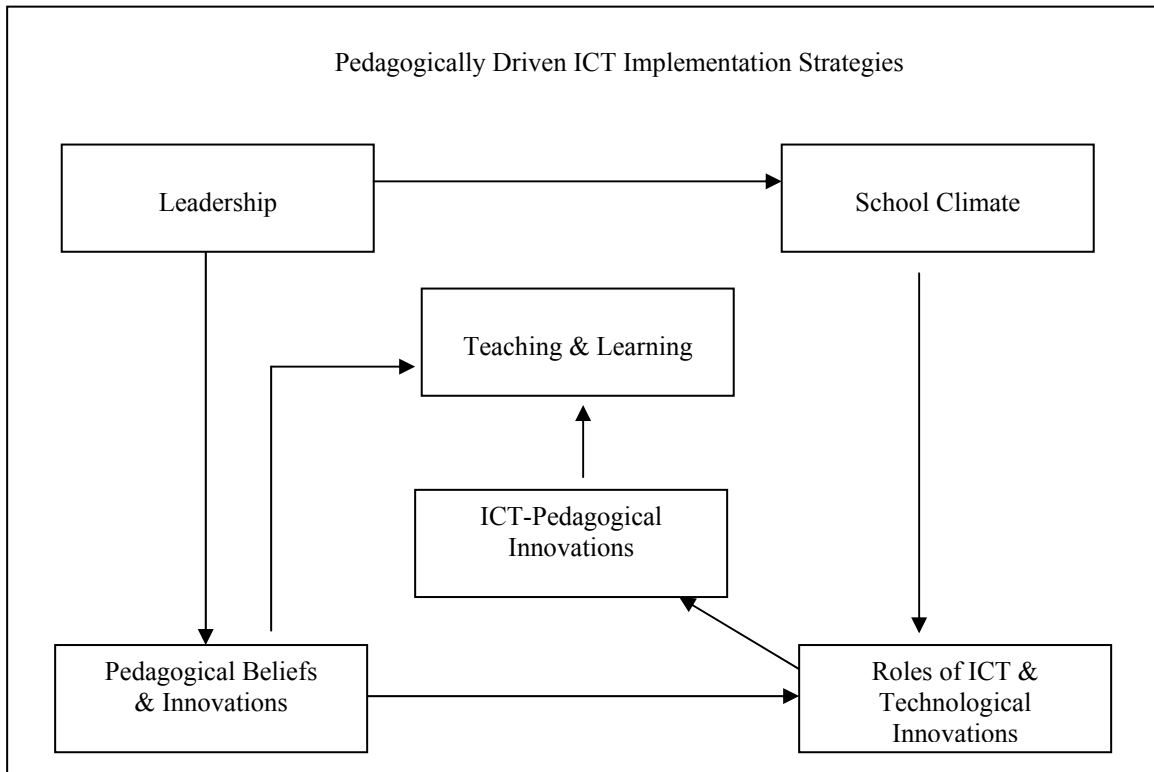 Pedagogically Driven ICT Implementation Strategies
Leadership
School Climate
Teaching & Learning
ICT-Pedagogical
Innovations
Pedagogical Beliefs
& Innovations
Roles of ICT &
Technological
Innovations